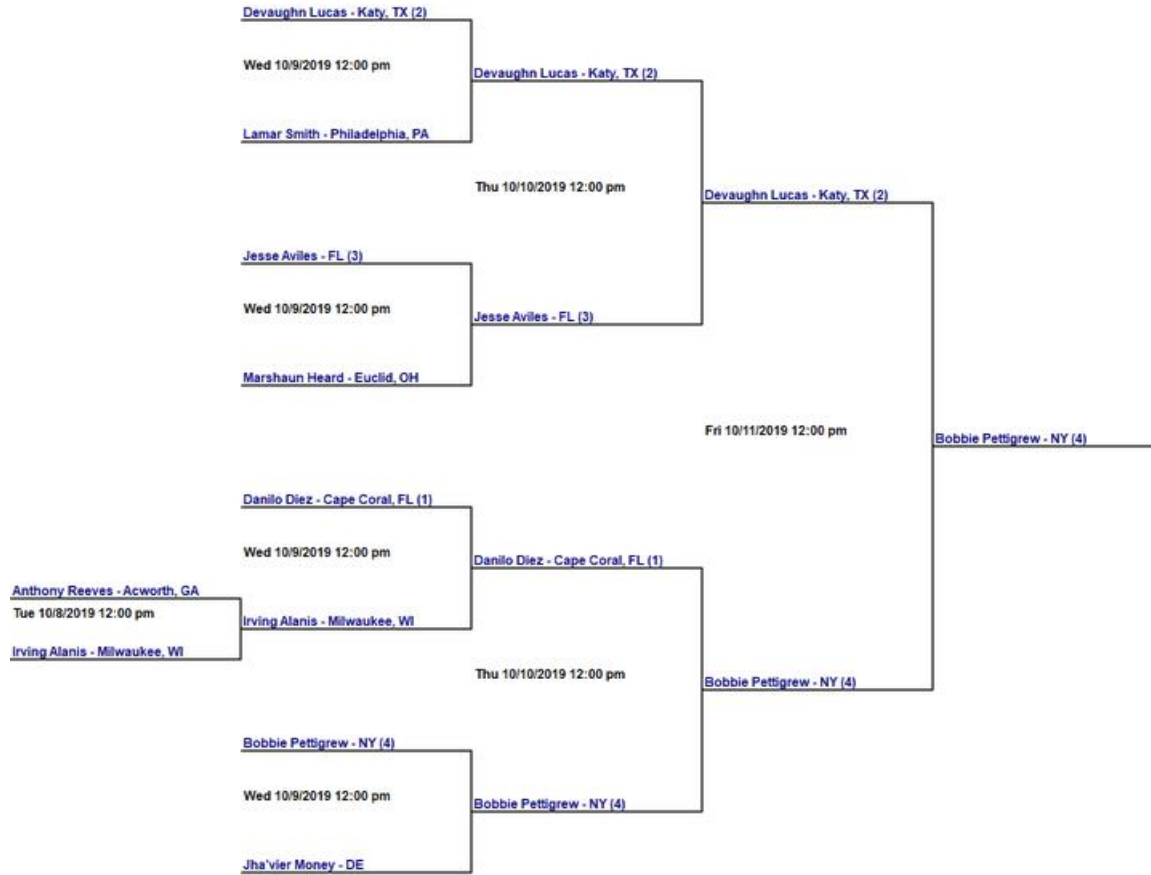 Devaughn Lucas - Katy, TX (2)
Wed 10/9/2019 12:00 pm
Devaughn Lucas - Katy, TX (2)
Lamar Smith - Philadelphia, PA
Thu 10/10/2019 12:00 pm
Devaughn Lucas - Katy, TX (2)
Jesse Aviles - FL (3)
Wed 10/9/2019 12:00 pm
Jesse Aviles - FL (3)
Marshaun Heard - Euclid, OH
Fri 10/11/2019 12:00 pm
Bobbie Pettigrew - NY (4)
Danilo Diez - Cape Coral, FL (1)
Wed 10/9/2019 12:00 pm
Danilo Diez - Cape Coral, FL (1)
Anthony Reeves - Acworth, GA
Tue 10/8/2019 12:00 pm
Irving Alanis - Milwaukee, WI
Irving Alanis - Milwaukee, WI
Thu 10/10/2019 12:00 pm
Bobbie Pettigrew - NY (4)
Bobbie Pettigrew - NY (4)
Wed 10/9/2019 12:00 pm
Bobbie Pettigrew - NY (4)
Jha'vier Money - DE